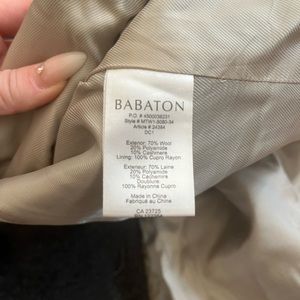 BABATON
P.O. # 4500038231
Style # MTW1-5080-34
Article # 24384
DC1
Exterior: 70% Wool
20% Polyamide
10% Cashmere
Lining: 100% Cupro Rayon
Extérieur: 70% Laine
20% Polyamide
10% Cachemire
Doublure:
100% Rayonne Cupro
Made in China
Fabriqué au Chine
CA 23725